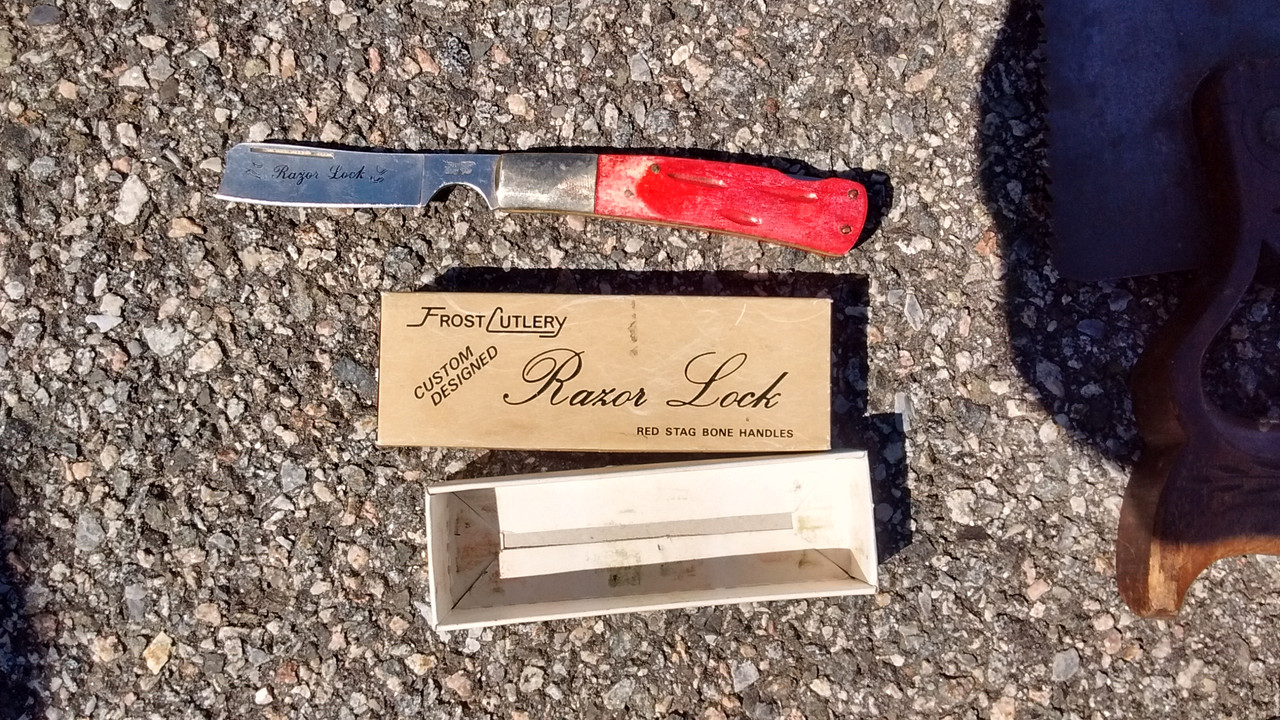 Razor Lock
FROST CUTLERY
CUSTOM
DESIGNED
Razor Lock
RED STAG BONE HANDLES